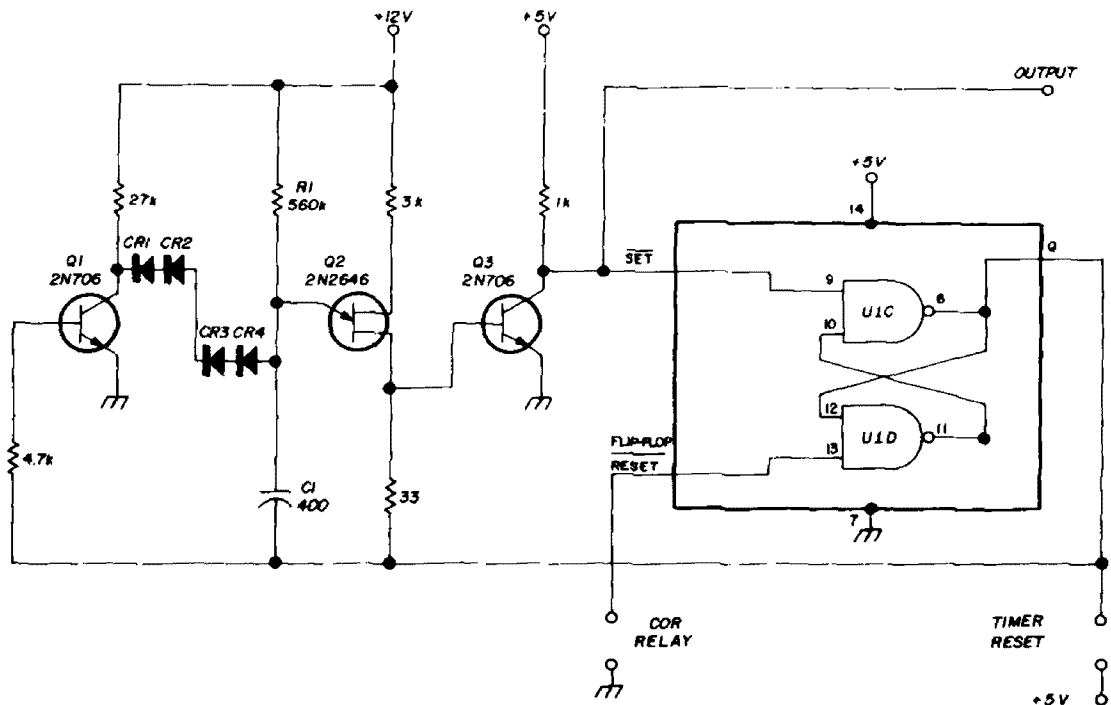 +12V
+5V
OUTPUT
+5V
27k
R1
560k
3k
1k
14
Q1
2N706
CR1 CR2
Q2
2N2646
Q3
2N706
SET
Q
9
U1C
6
10
CR3 CR4
12
U1D
11
13
FLIP-FLOP
RESET
4.7k
C1
400
33
7
COR
RELAY
TIMER
RESET
+5V